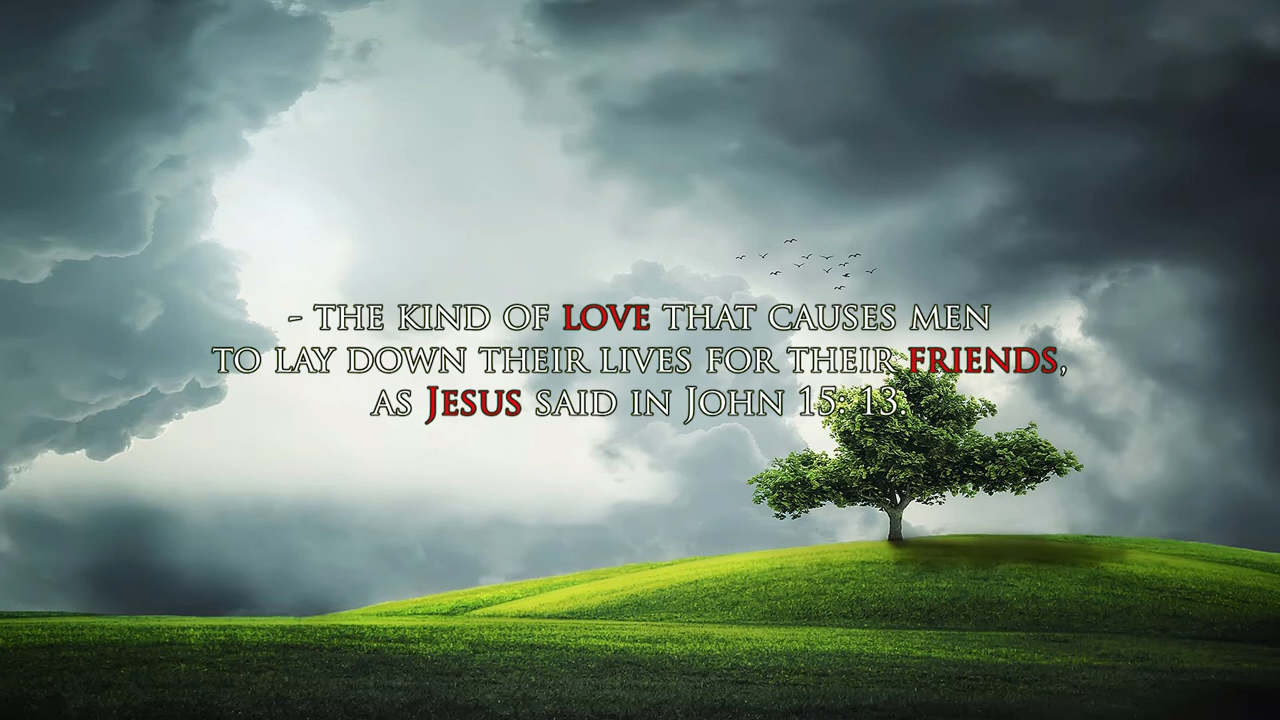 - THE KIND OF LOVE THAT CAUSES MEN
TO LAY DOWN THEIR LIVES FOR THEIR FRIENDS,
AS JESUS SAID IN JOHN 15: 13.